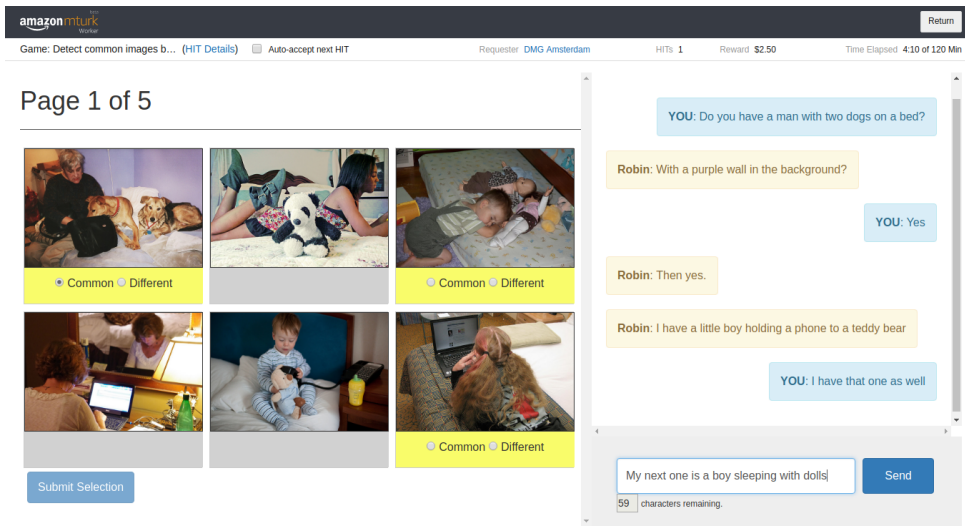 beta
amazonmturk
Worker
Return
Game: Detect common images b... (HIT Details) Auto-accept next HIT Requester DMG Amsterdam HITs 1 Reward $2.50 Time Elapsed 4:10 of 120 Min
Page 1 of 5
Common Different
Common Different
Common Different
Submit Selection
YOU: Do you have a man with two dogs on a bed?
Robin: With a purple wall in the background?
YOU: Yes
Robin: Then yes.
Robin: I have a little boy holding a phone to a teddy bear
YOU: I have that one as well
My next one is a boy sleeping with dolls
Send
59 characters remaining.